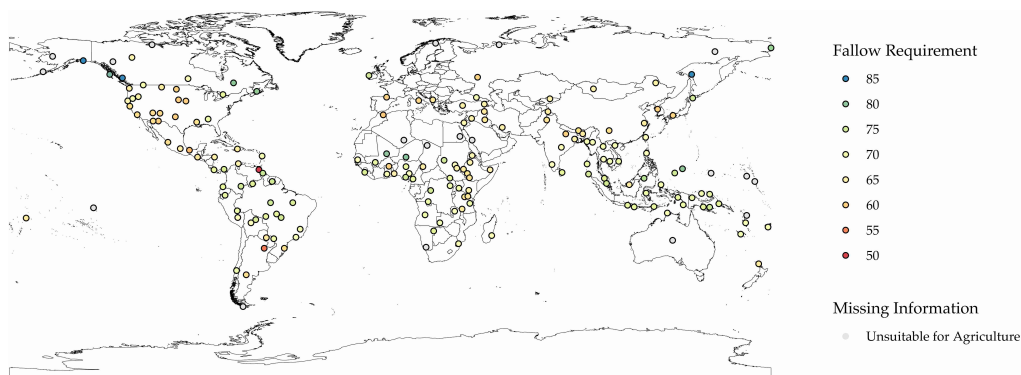 Fallow Requirement
85
80
75
70
65
60
55
50
Missing Information
Unsuitable for Agriculture